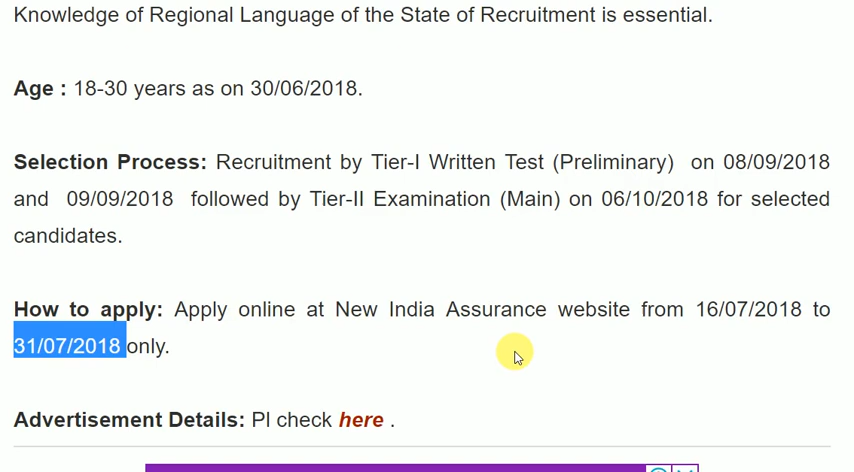 Knowledge of Regional Language of the State of Recruitment is essential.
Age : 18-30 years as on 30/06/2018.
Selection Process: Recruitment by Tier-I Written Test (Preliminary) on 08/09/2018
and 09/09/2018 followed by Tier-II Examination (Main) on 06/10/2018 for selected
candidates.
How to apply: Apply online at New India Assurance website from 16/07/2018 to
31/07/2018 only.
Advertisement Details: Pl check here .